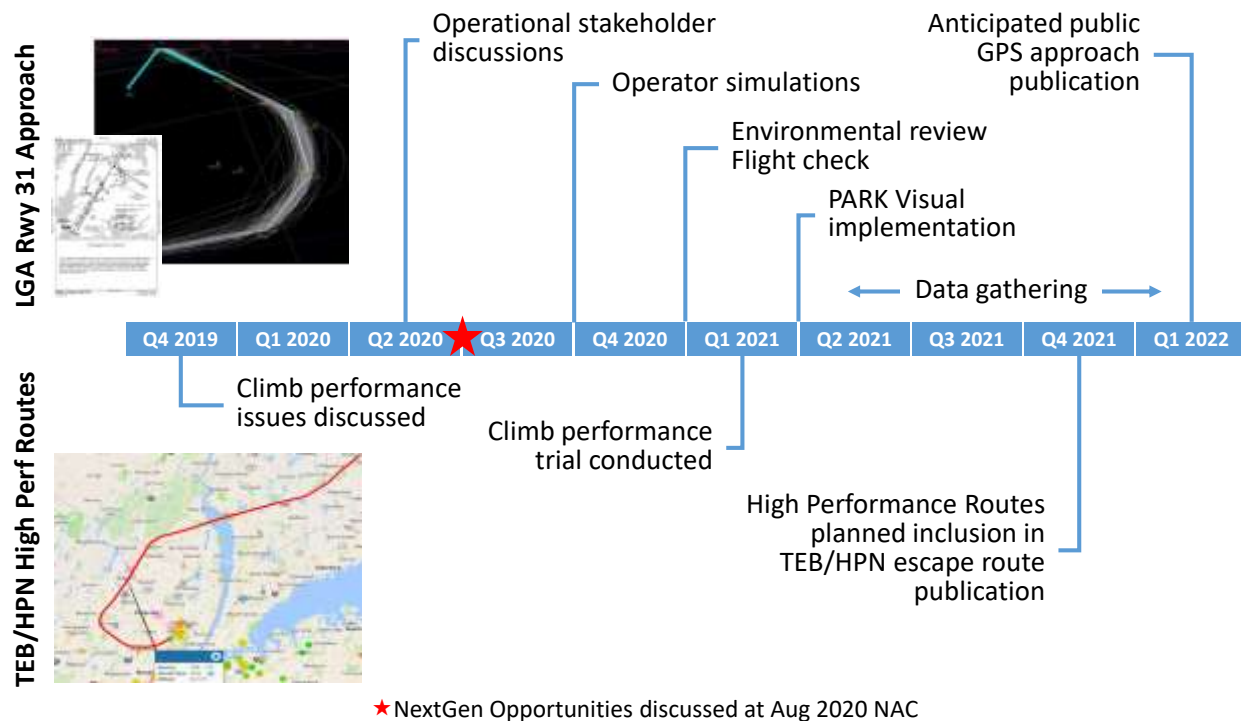 LGA Rwy 31 Approach
Operational stakeholder
discussions
Operator simulations
Environmental review
Flight check
PARK Visual
implementation
Data gathering
Anticipated public
GPS approach
publication
Q4 2019
Q1 2020
Q2 2020
Q3 2020
Q4 2020
Q1 2021
Q2 2021
Q3 2021
Q4 2021
Q1 2022
TEB/HPN High Perf Routes
Climb performance
issues discussed
Climb performance
trial conducted
High Performance Routes
planned inclusion in
TEB/HPN escape route
publication
NextGen Opportunities discussed at Aug 2020 NAC